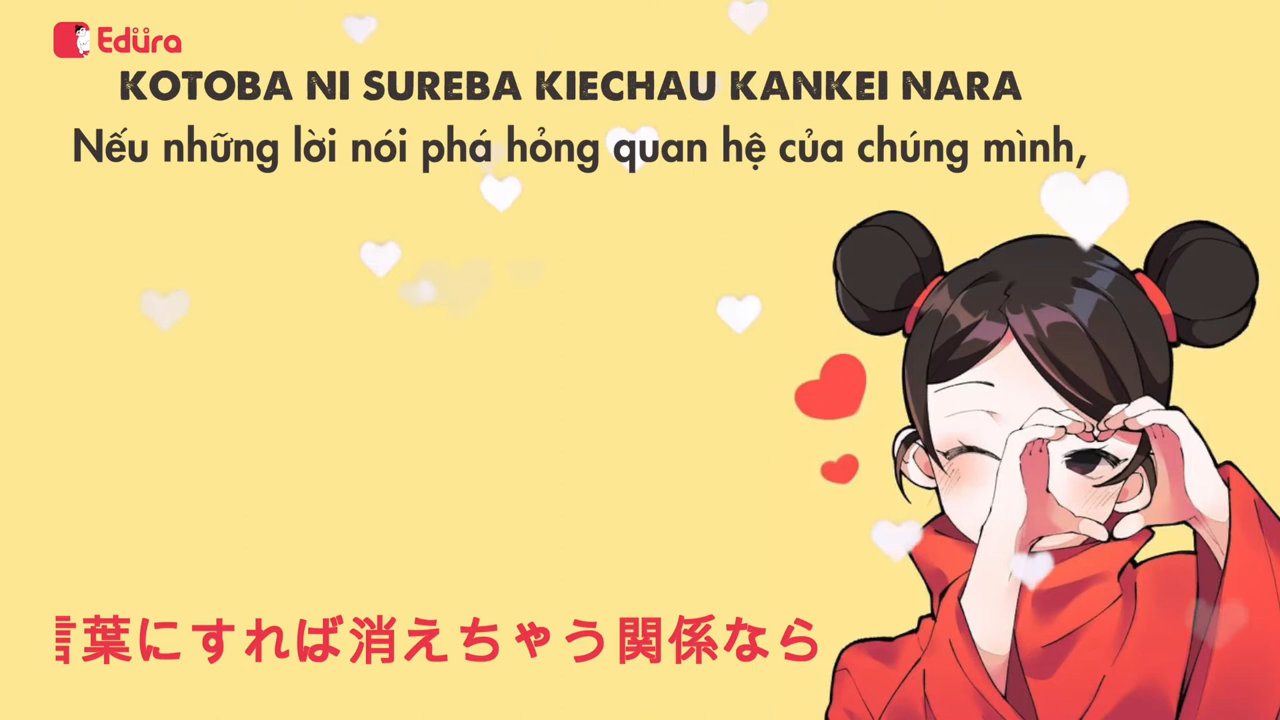 Edura
KOTOBA NI SUREBA KIECHAU KANKEI NARA
Nếu những lời nói phá hỏng quan hệ của chúng mình,
言葉にすれば消えちゃう関係なら